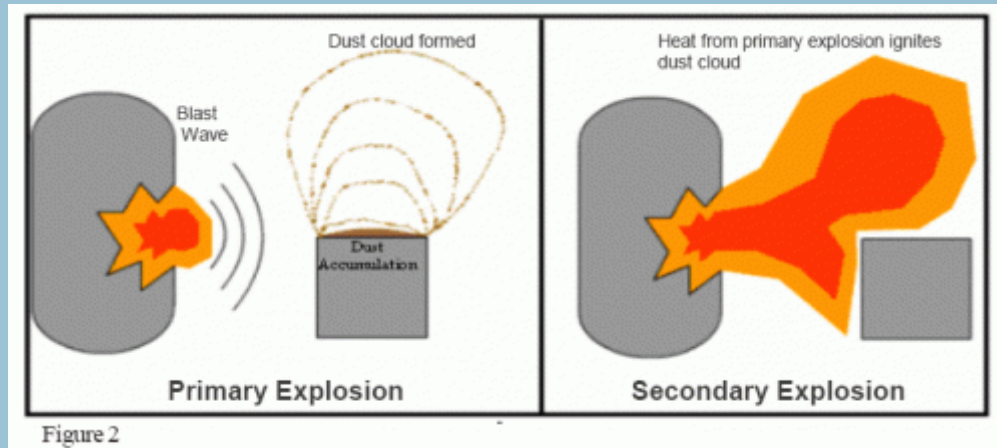 Dust cloud formed
Blast
Wave
Dust
Accumulation
Primary Explosion
Heat from primary explosion ignites
dust cloud
Secondary Explosion
Figure 2